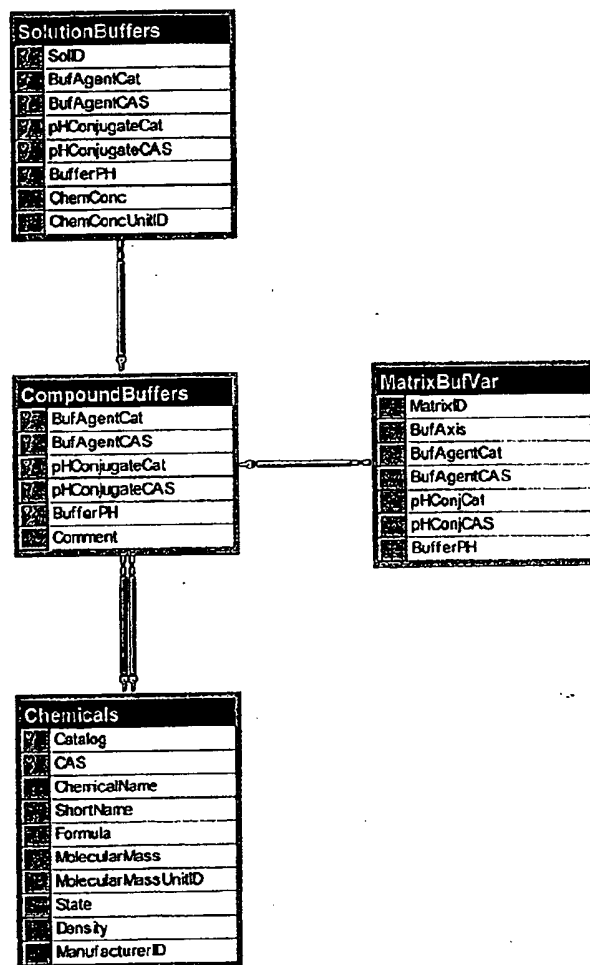 SolutionBuffers
SolID
BufAgentCat
BufAgentCAS
pHConjugateCat
pHConjugateCAS
BufferPH
ChemConc
ChemConcUnitID
CompoundBuffers
BufAgentCat
BufAgentCAS
pHConjugateCat
pHConjugateCAS
BufferPH
Comment
MatrixBufVar
MatrixID
BufAxis
BufAgentCat
BufAgentCAS
pHConjCat
pHConjCAS
BufferPH
Chemicals
Catalog
CAS
ChemicalName
ShortName
Formula
MolecularMass
MolecularMassUnitID
State
Density
ManufacturerID